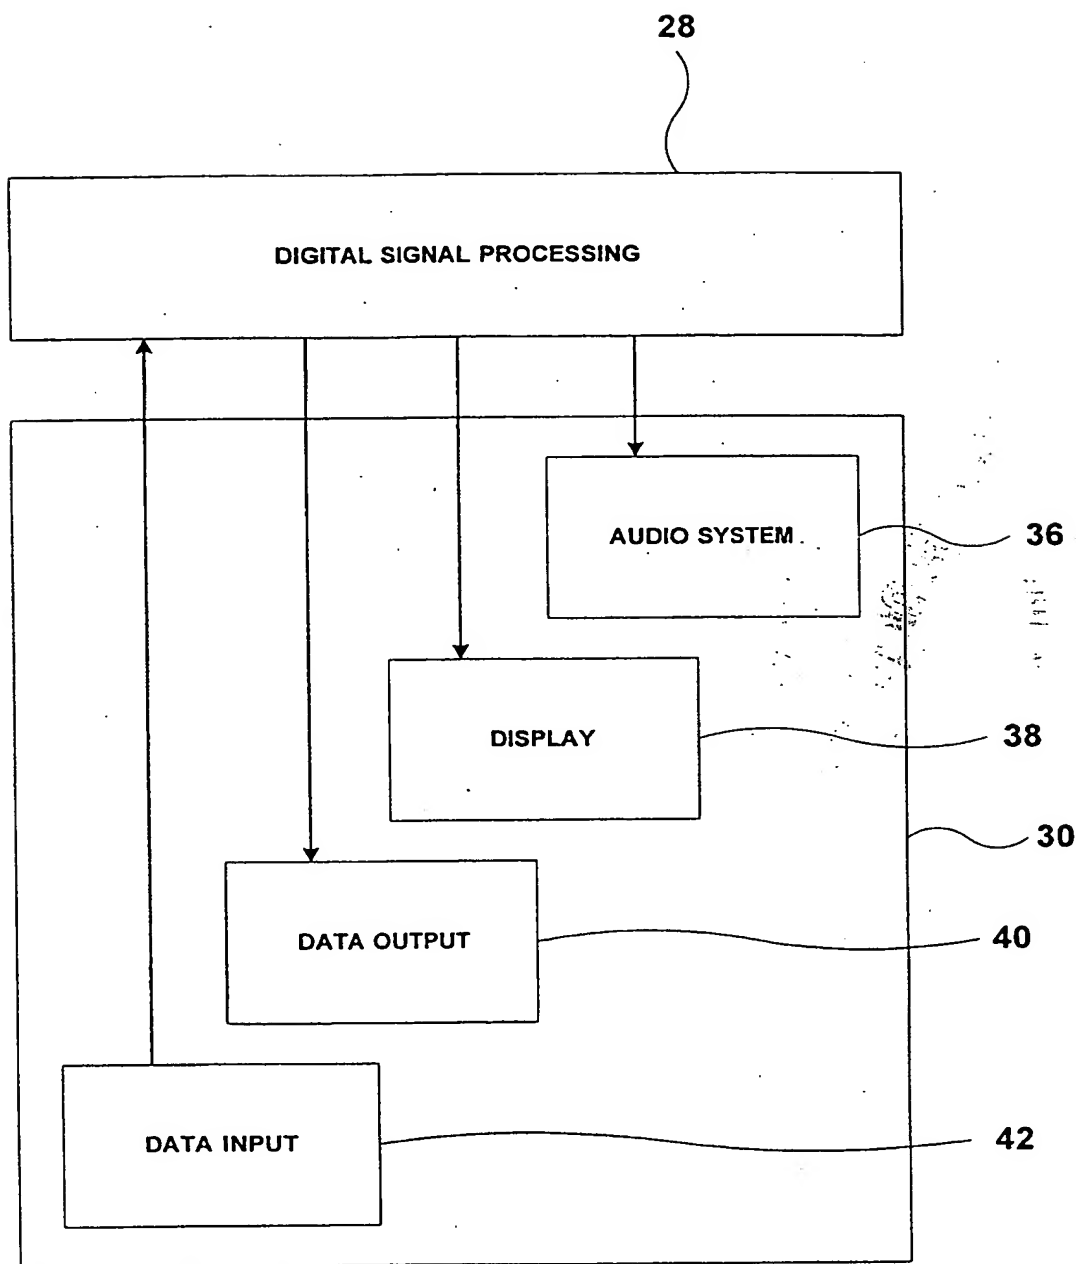 28
DIGITAL SIGNAL PROCESSING
AUDIO SYSTEM
36
DISPLAY
38
30
DATA OUTPUT
40
DATA INPUT
42